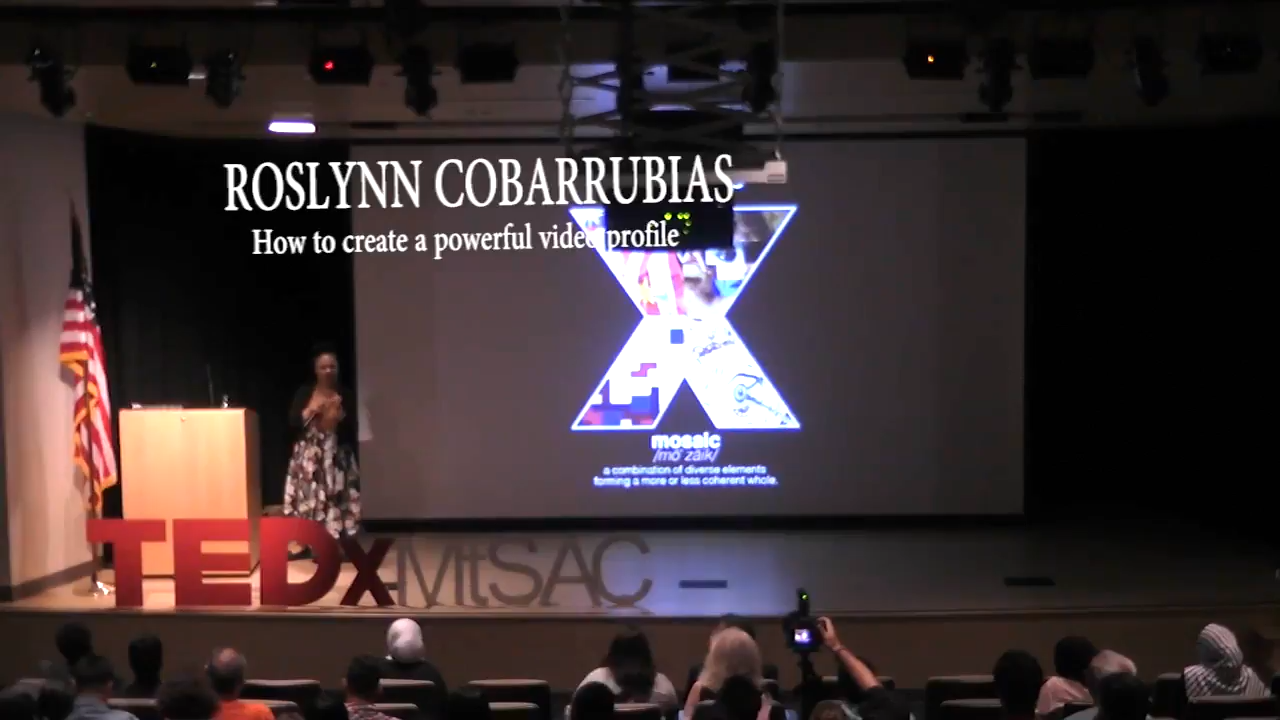 ROSLYNN COBARRUBIAS
How to create a powerful video profile
X
mosaic
/mō' zāik/
a combination of diverse elements
forming a more or less coherent whole.
TEDxMtSAC